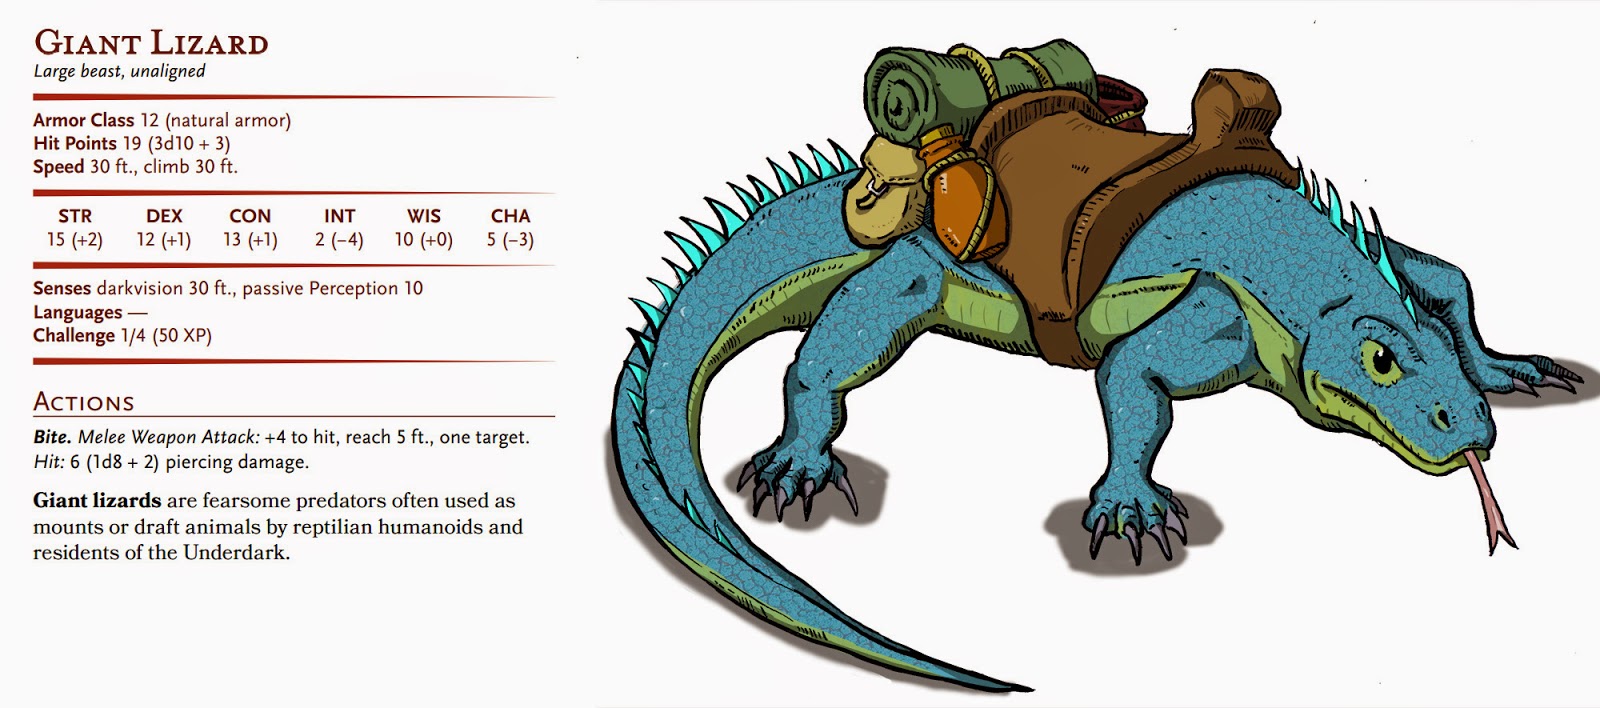 Giant Lizard
Large beast, unaligned
Armor Class 12 (natural armor)
Hit Points 19 (3d10 + 3)
Speed 30 ft., climb 30 ft.
STR DEX CON INT WIS CHA
15 (+2) 12 (+1) 13 (+1) 2 (−4) 10 (+0) 5 (−3)
Senses darkvision 30 ft., passive Perception 10
Languages —
Challenge 1/4 (50 XP)
Actions
Bite. Melee Weapon Attack: +4 to hit, reach 5 ft., one target.
Hit: 6 (1d8 + 2) piercing damage.
Giant lizards are fearsome predators often used as
mounts or draft animals by reptilian humanoids and
residents of the Underdark.